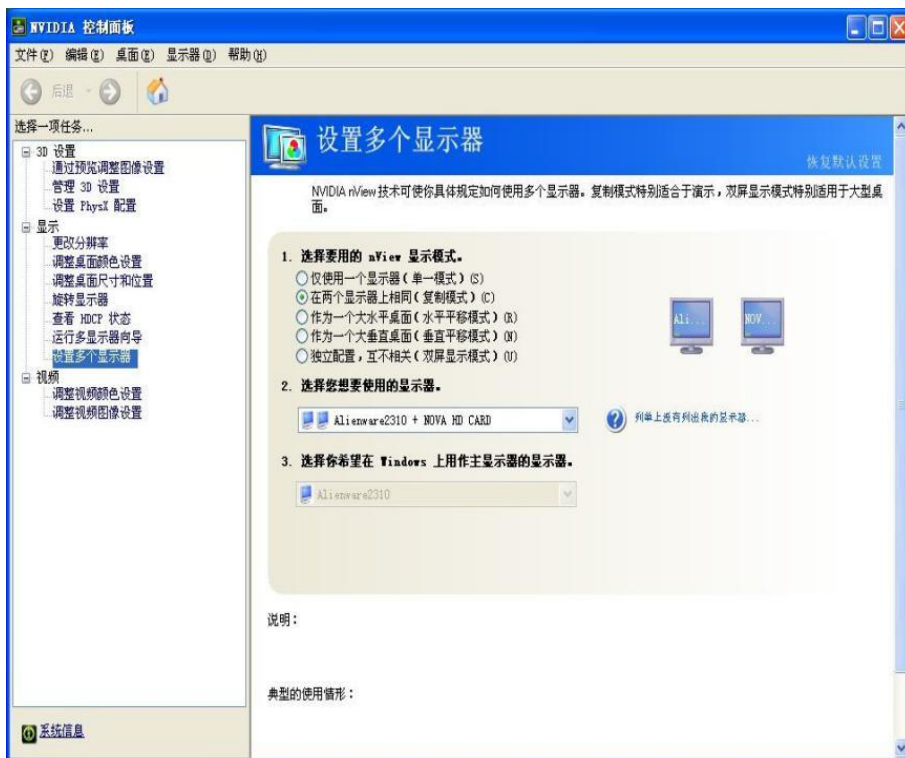 NVIDIA 控制面板
文件(F) 编辑(E) 桌面(E) 显示器(D) 帮助(H)
后退
选择一项任务...
3D 设置
通过预览调整图像设置
管理 3D 设置
设置 PhysX 配置
显示
更改分辨率
调整桌面颜色设置
调整桌面尺寸和位置
旋转显示器
查看 HDCP 状态
运行多显示器向导
设置多个显示器
视频
调整视频颜色设置
调整视频图像设置
系统信息
设置多个显示器
恢复默认设置
NVIDIA nView 技术可使你具体规定如何使用多个显示器。复制模式特别适合于演示，双屏显示模式特别适用于大型桌
面。
1. 选择要用的 nView 显示模式。
仅使用一个显示器(单一模式)(S)
在两个显示器上相同(复制模式)(C)
作为一个大水平桌面(水平平移模式)(R)
作为一个大垂直桌面(垂直平移模式)(N)
独立配置，互不相关(双屏显示模式)(U)
Ali...
NOV...
2. 选择您想要使用的显示器。
Alienware2310 + NOVA HD CARD
列单上没有列出我的显示器...
3. 选择你希望在 Windows 上用作主显示器的显示器。
Alienware2310
说明：
典型的使用情形：